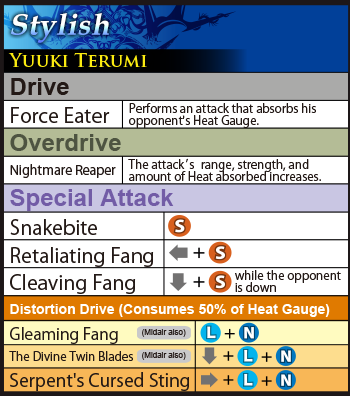 Stylish
Yuuki Terumi
Drive
Force Eater Performs an attack that absorbs his
opponent's Heat Gauge.
Overdrive
Nightmare Reaper The attack's range, strength, and
amount of Heat absorbed increases.
Special Attack
Snakebite S
Retaliating Fang + S
Cleaving Fang + S while the opponent
is down
Distortion Drive (Consumes 50% of Heat Gauge)
Gleaming Fang (Midair also) L + N
The Divine Twin Blades (Midair also) + L + N
Serpent's Cursed Sting + L + N